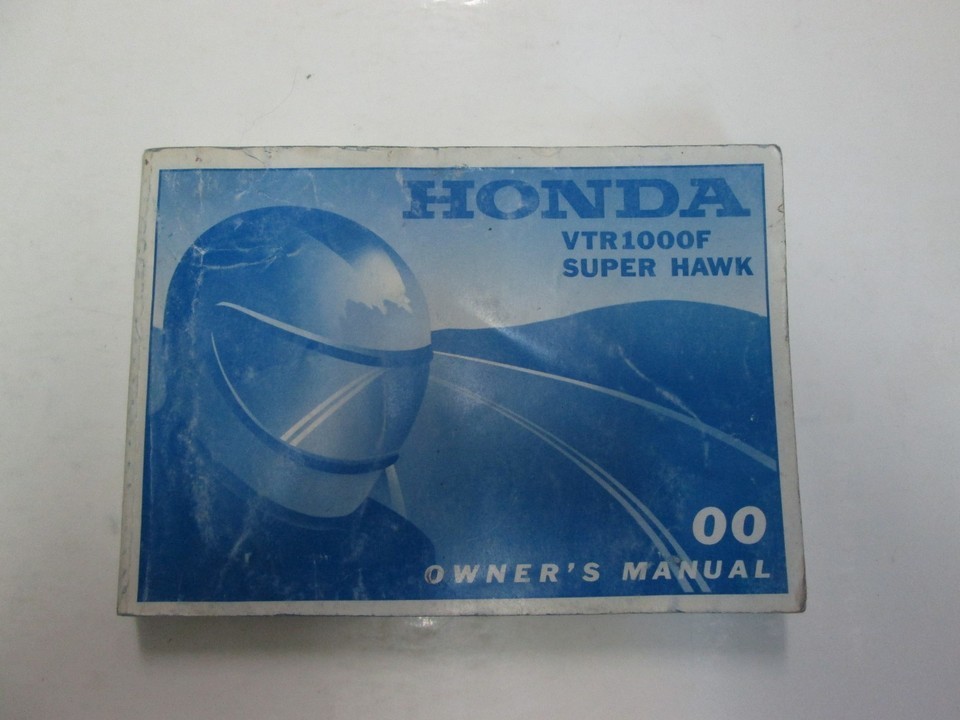 HONDA
VTR1000F
SUPER HAWK
00
OWNER'S MANUAL